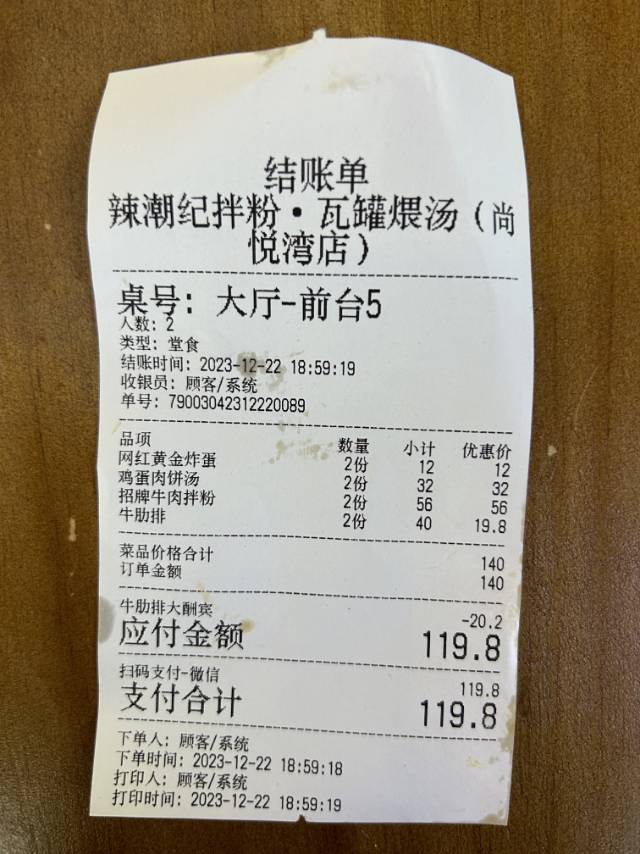 结账单
辣潮纪拌粉·瓦罐煨汤（尚
悦湾店）
桌号: 大厅-前台5
人数: 2
类型: 堂食
结账时间: 2023-12-22 18:59:19
收银员: 顾客/系统
单号: 79003042312220089
品项 数量 小计 优惠价
网红黄金炸蛋 2份 12 12
鸡蛋肉饼汤 2份 32 32
招牌牛肉拌粉 2份 56 56
牛肋排 2份 40 19.8
菜品价格合计 140
订单金额 140
牛肋排大酬宾 -20.2
应付金额 119.8
扫码支付-微信 119.8
支付合计 119.8
下单人: 顾客/系统
下单时间: 2023-12-22 18:59:18
打印人: 顾客/系统
打印时间: 2023-12-22 18:59:19